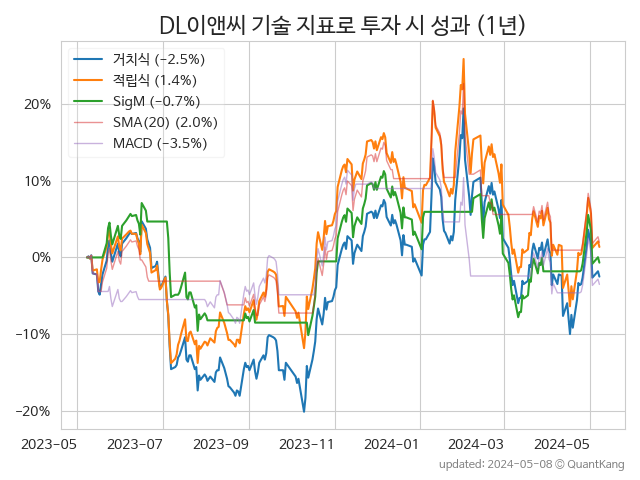 DL이앤씨 기술 지표로 투자 시 성과 (1년)
거치식 (−2.5%)
적립식 (1.4%)
SigM (−0.7%)
SMA(20) (2.0%)
MACD (−3.5%)
20%
10%
0%
−10%
−20%
2023-05 2023-07 2023-09 2023-11 2024-01 2024-03 2024-05
updated: 2024-05-08 © QuantKang